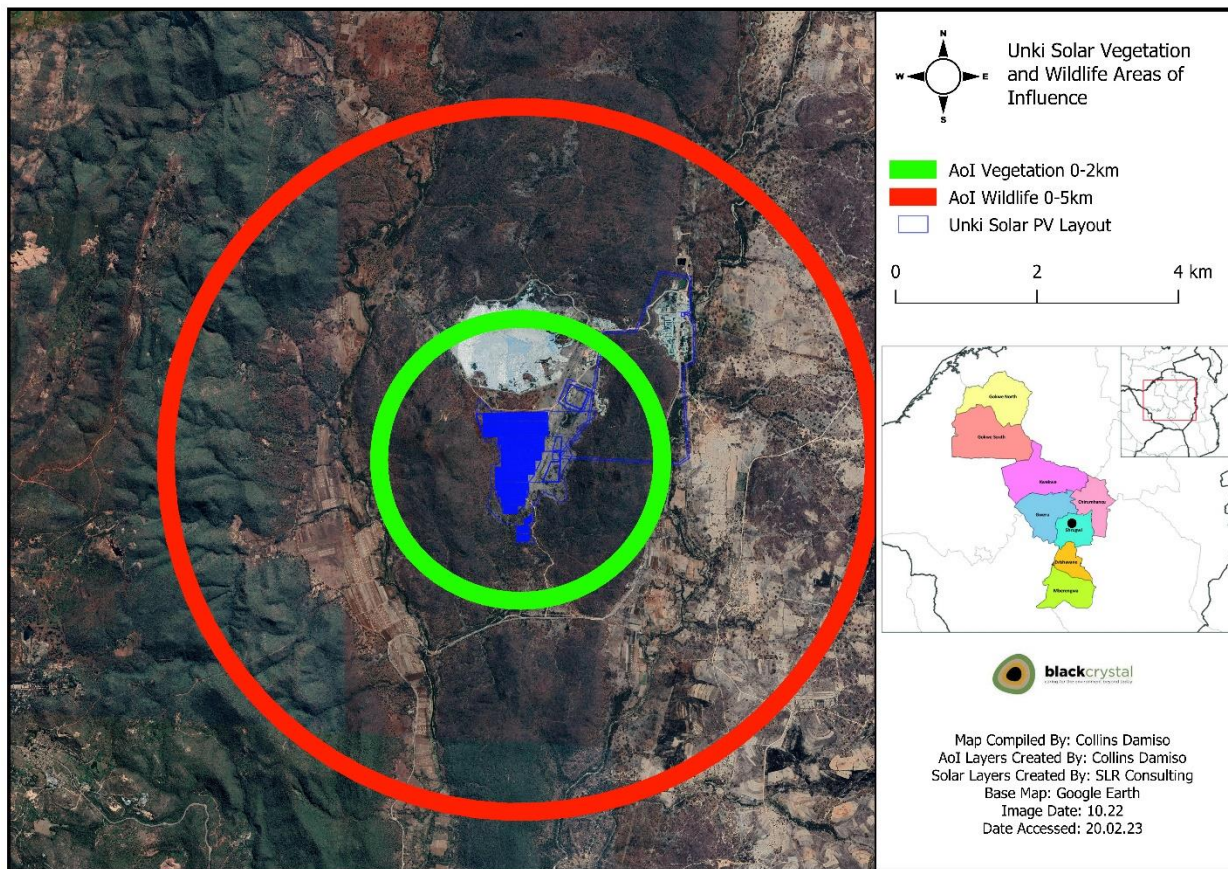 N
W
E
S
Unki Solar Vegetation
and Wildlife Areas of
Influence
AoI Vegetation 0-2km
AoI Wildlife 0-5km
Unki Solar PV Layout
0
2
4 km
Gokwe North
Gokwe South
Kwekwe
Chirumhanzu
Gweru
Shurugwi
Zvishavane
Mberengwa
blackcrystal
Map Compiled By: Collins Damiso
AoI Layers Created By: Collins Damiso
Solar Layers Created By: SLR Consulting
Base Map: Google Earth
Image Date: 10.22
Date Accessed: 20.02.23